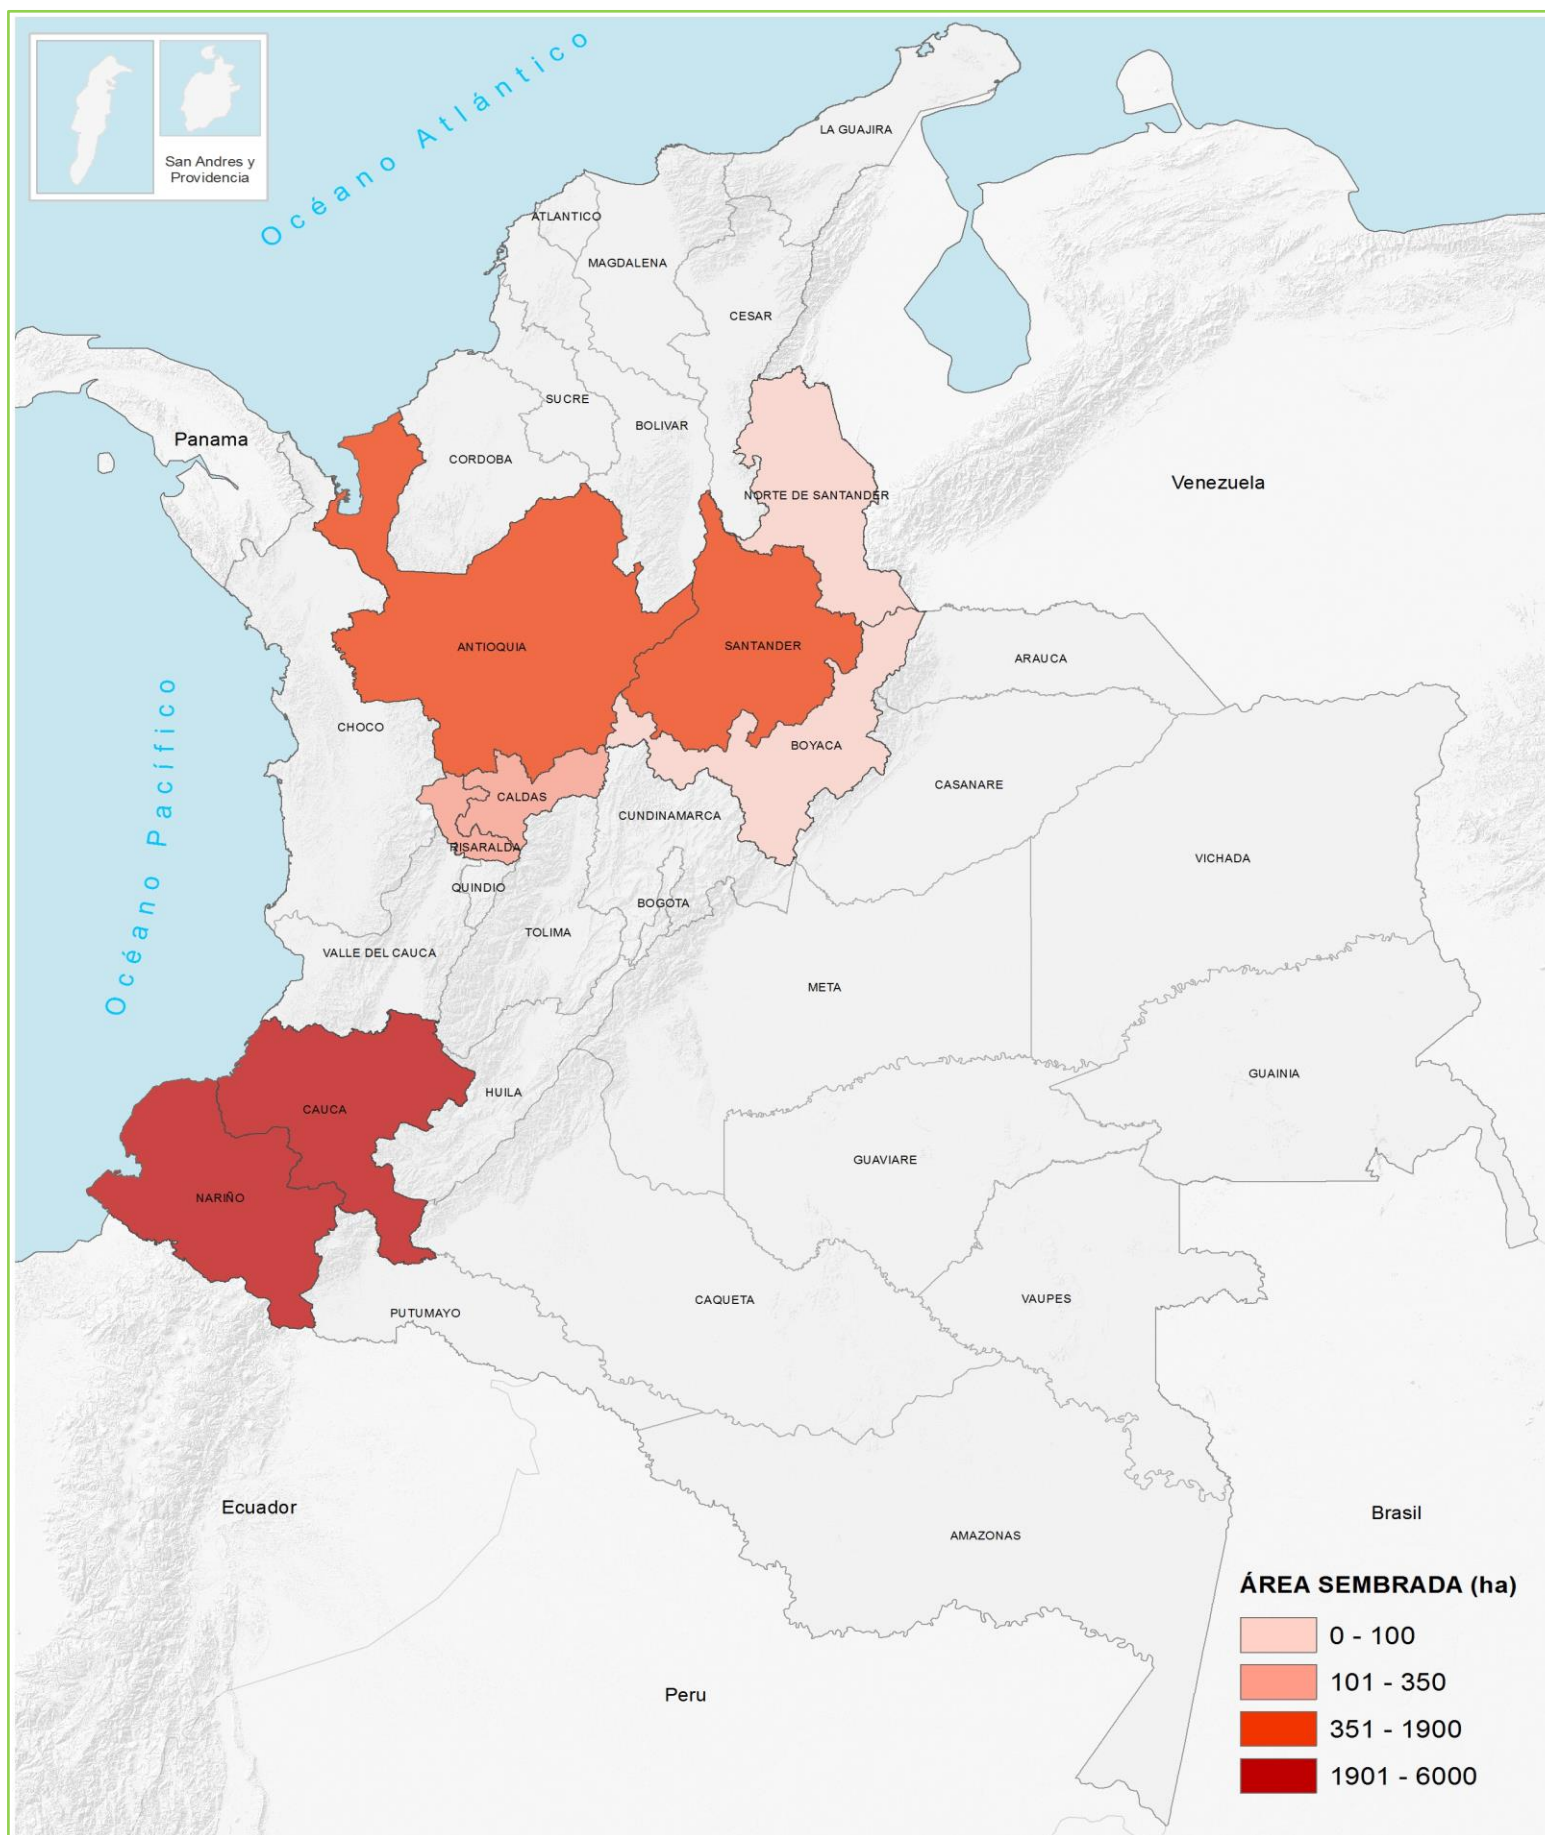 San Andres y
Providencia
Océano Atlántico
LA GUAJIRA
ATLANTICO
MAGDALENA
CESAR
SUCRE
BOLIVAR
Panama
CORDOBA
Venezuela
NORTE DE SANTANDER
ANTIOQUIA
SANTANDER
ARAUCA
Océano Pacífico
CHOCO
BOYACA
CASANARE
CALDAS
CUNDINAMARCA
RISARALDA
VICHADA
QUINDIO
BOGOTA
TOLIMA
VALLE DEL CAUCA
META
GUAINIA
HUILA
CAUCA
GUAVIARE
NARIÑO
CAQUETA
VAUPES
PUTUMAYO
Ecuador
Brasil
AMAZONAS
Peru
ÁREA SEMBRADA (ha)
0 - 100
101 - 350
351 - 1900
1901 - 6000